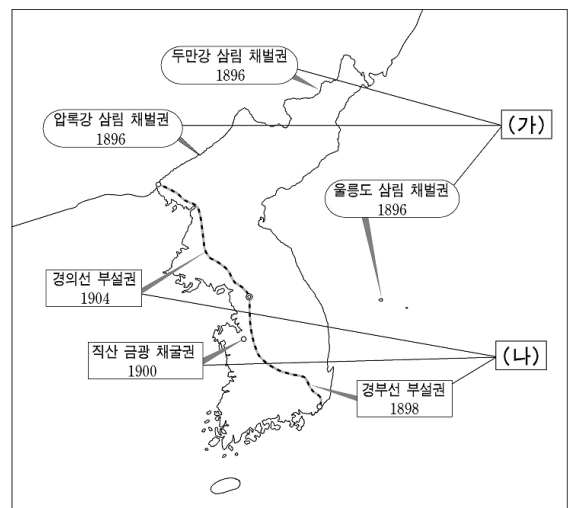 두만강 삼림 채벌권
1896
압록강 삼림 채벌권
1896
(가)
울릉도 삼림 채벌권
1896
경의선 부설권
1904
직산 금광 채굴권
1900
(나)
경부선 부설권
1898